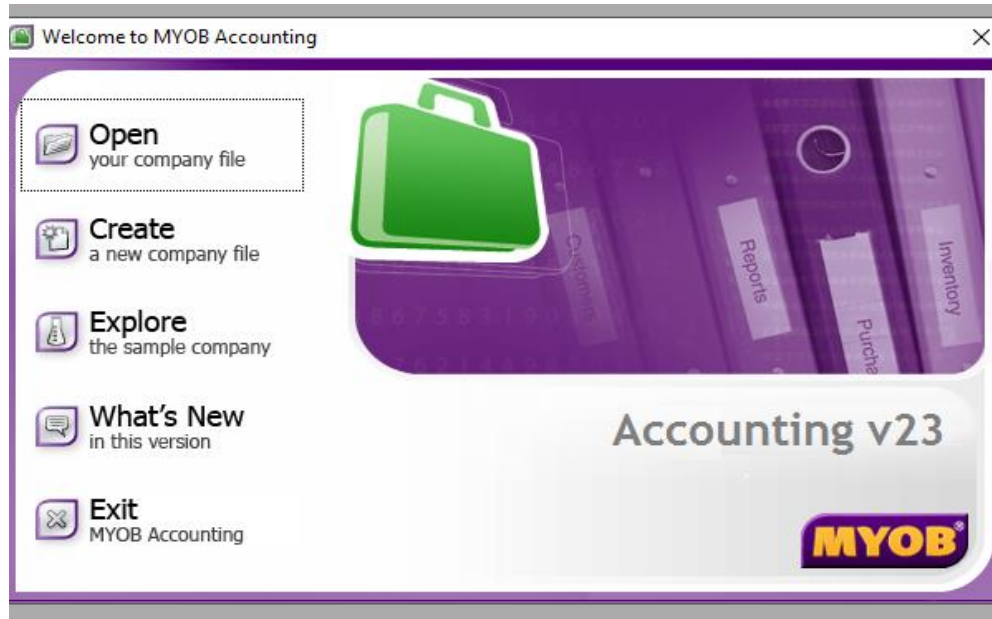 Welcome to MYOB Accounting
Open
your company file
Create
a new company file
Explore
the sample company
What's New
in this version
Exit
MYOB Accounting
Customers
Reports
Purcha
Inventory
Accounting v23
MYOB®